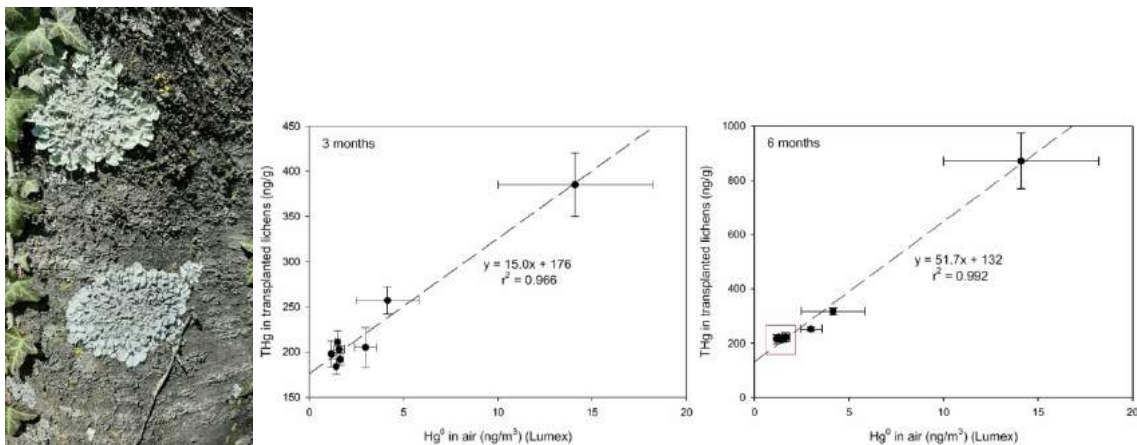 3 months
450
400
350
300
250
200
150
0
5
10
15
20
THg in transplanted lichens (ng/g)
Hg⁰ in air (ng/m³) (Lumex)
y = 15.0x + 176
r² = 0.966
6 months
1000
800
600
400
200
0
0
5
10
15
20
THg in transplanted lichens (ng/g)
Hg⁰ in air (ng/m³) (Lumex)
y = 51.7x + 132
r² = 0.992